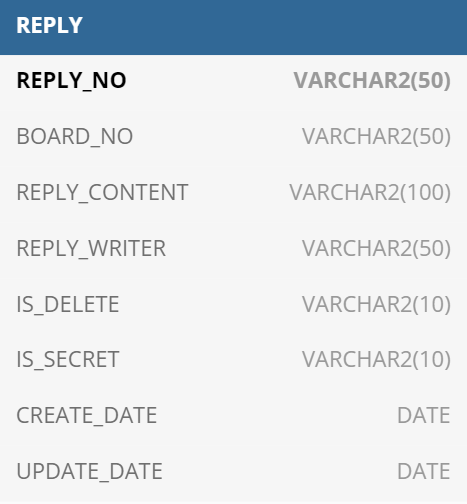 REPLY
REPLY_NO VARCHAR2(50)
BOARD_NO VARCHAR2(50)
REPLY_CONTENT VARCHAR2(100)
REPLY_WRITER VARCHAR2(50)
IS_DELETE VARCHAR2(10)
IS_SECRET VARCHAR2(10)
CREATE_DATE DATE
UPDATE_DATE DATE